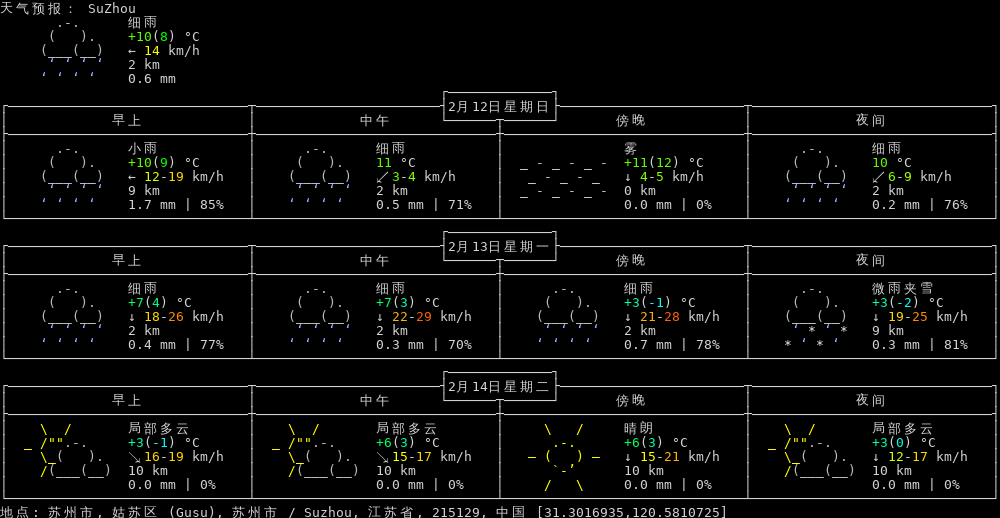 天气预报: SuZhou
细雨
+10(8) °C
← 14 km/h
2 km
0.6 mm
2月12日星期日
早上 中午 傍晚 夜间
小雨 细雨 雾 细雨
+10(9) °C 11 °C +11(12) °C 10 °C
← 12-19 km/h ↙ 3-4 km/h ↓ 4-5 km/h ↙ 6-9 km/h
9 km 2 km 0 km 2 km
1.7 mm | 85% 0.5 mm | 71% 0.0 mm | 0% 0.2 mm | 76%
2月13日星期一
早上 中午 傍晚 夜间
细雨 细雨 细雨 微雨夹雪
+7(4) °C +7(3) °C +3(-1) °C +3(-2) °C
↓ 18-26 km/h ↓ 22-29 km/h ↓ 21-28 km/h ↓ 19-25 km/h
2 km 2 km 2 km 9 km
0.4 mm | 77% 0.3 mm | 70% 0.7 mm | 78% 0.3 mm | 81%
2月14日星期二
早上 中午 傍晚 夜间
局部多云 局部多云 晴朗 局部多云
+3(-1) °C +6(3) °C +6(3) °C +3(0) °C
↘ 16-19 km/h ↘ 15-17 km/h ↓ 15-21 km/h ↓ 12-17 km/h
10 km 10 km 10 km 10 km
0.0 mm | 0% 0.0 mm | 0% 0.0 mm | 0% 0.0 mm | 0%
地点: 苏州市, 姑苏区 (Gusu), 苏州市 / Suzhou, 江苏省, 215129, 中国 [31.3016935,120.5810725]